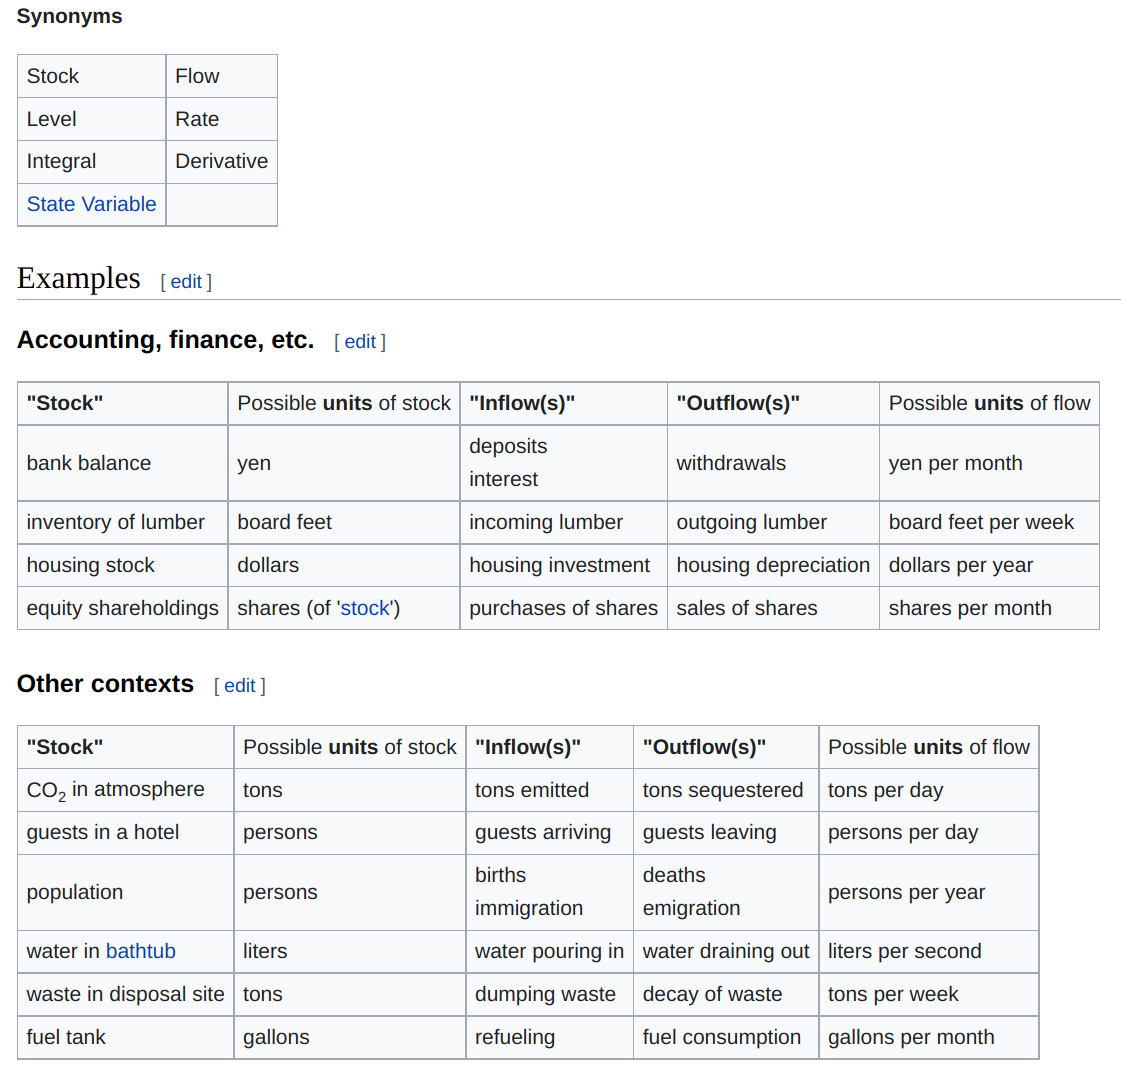 Synonyms
Stock Flow
Level Rate
Integral Derivative
State Variable
Examples [ edit ]
Accounting, finance, etc. [ edit ]
"Stock" Possible units of stock "Inflow(s)" "Outflow(s)" Possible units of flow
bank balance yen deposits interest withdrawals yen per month
inventory of lumber board feet incoming lumber outgoing lumber board feet per week
housing stock dollars housing investment housing depreciation dollars per year
equity shareholdings shares (of 'stock') purchases of shares sales of shares shares per month
Other contexts [ edit ]
"Stock" Possible units of stock "Inflow(s)" "Outflow(s)" Possible units of flow
CO2 in atmosphere tons tons emitted tons sequestered tons per day
guests in a hotel persons guests arriving guests leaving persons per day
population persons births immigration deaths emigration persons per year
water in bathtub liters water pouring in water draining out liters per second
waste in disposal site tons dumping waste decay of waste tons per week
fuel tank gallons refueling fuel consumption gallons per month